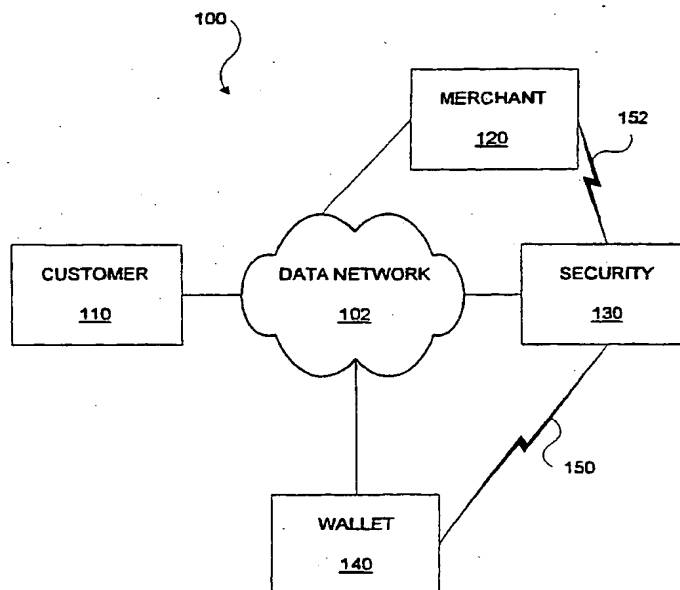 100
MERCHANT
120
152
CUSTOMER
110
DATA NETWORK
102
SECURITY
130
150
WALLET
140